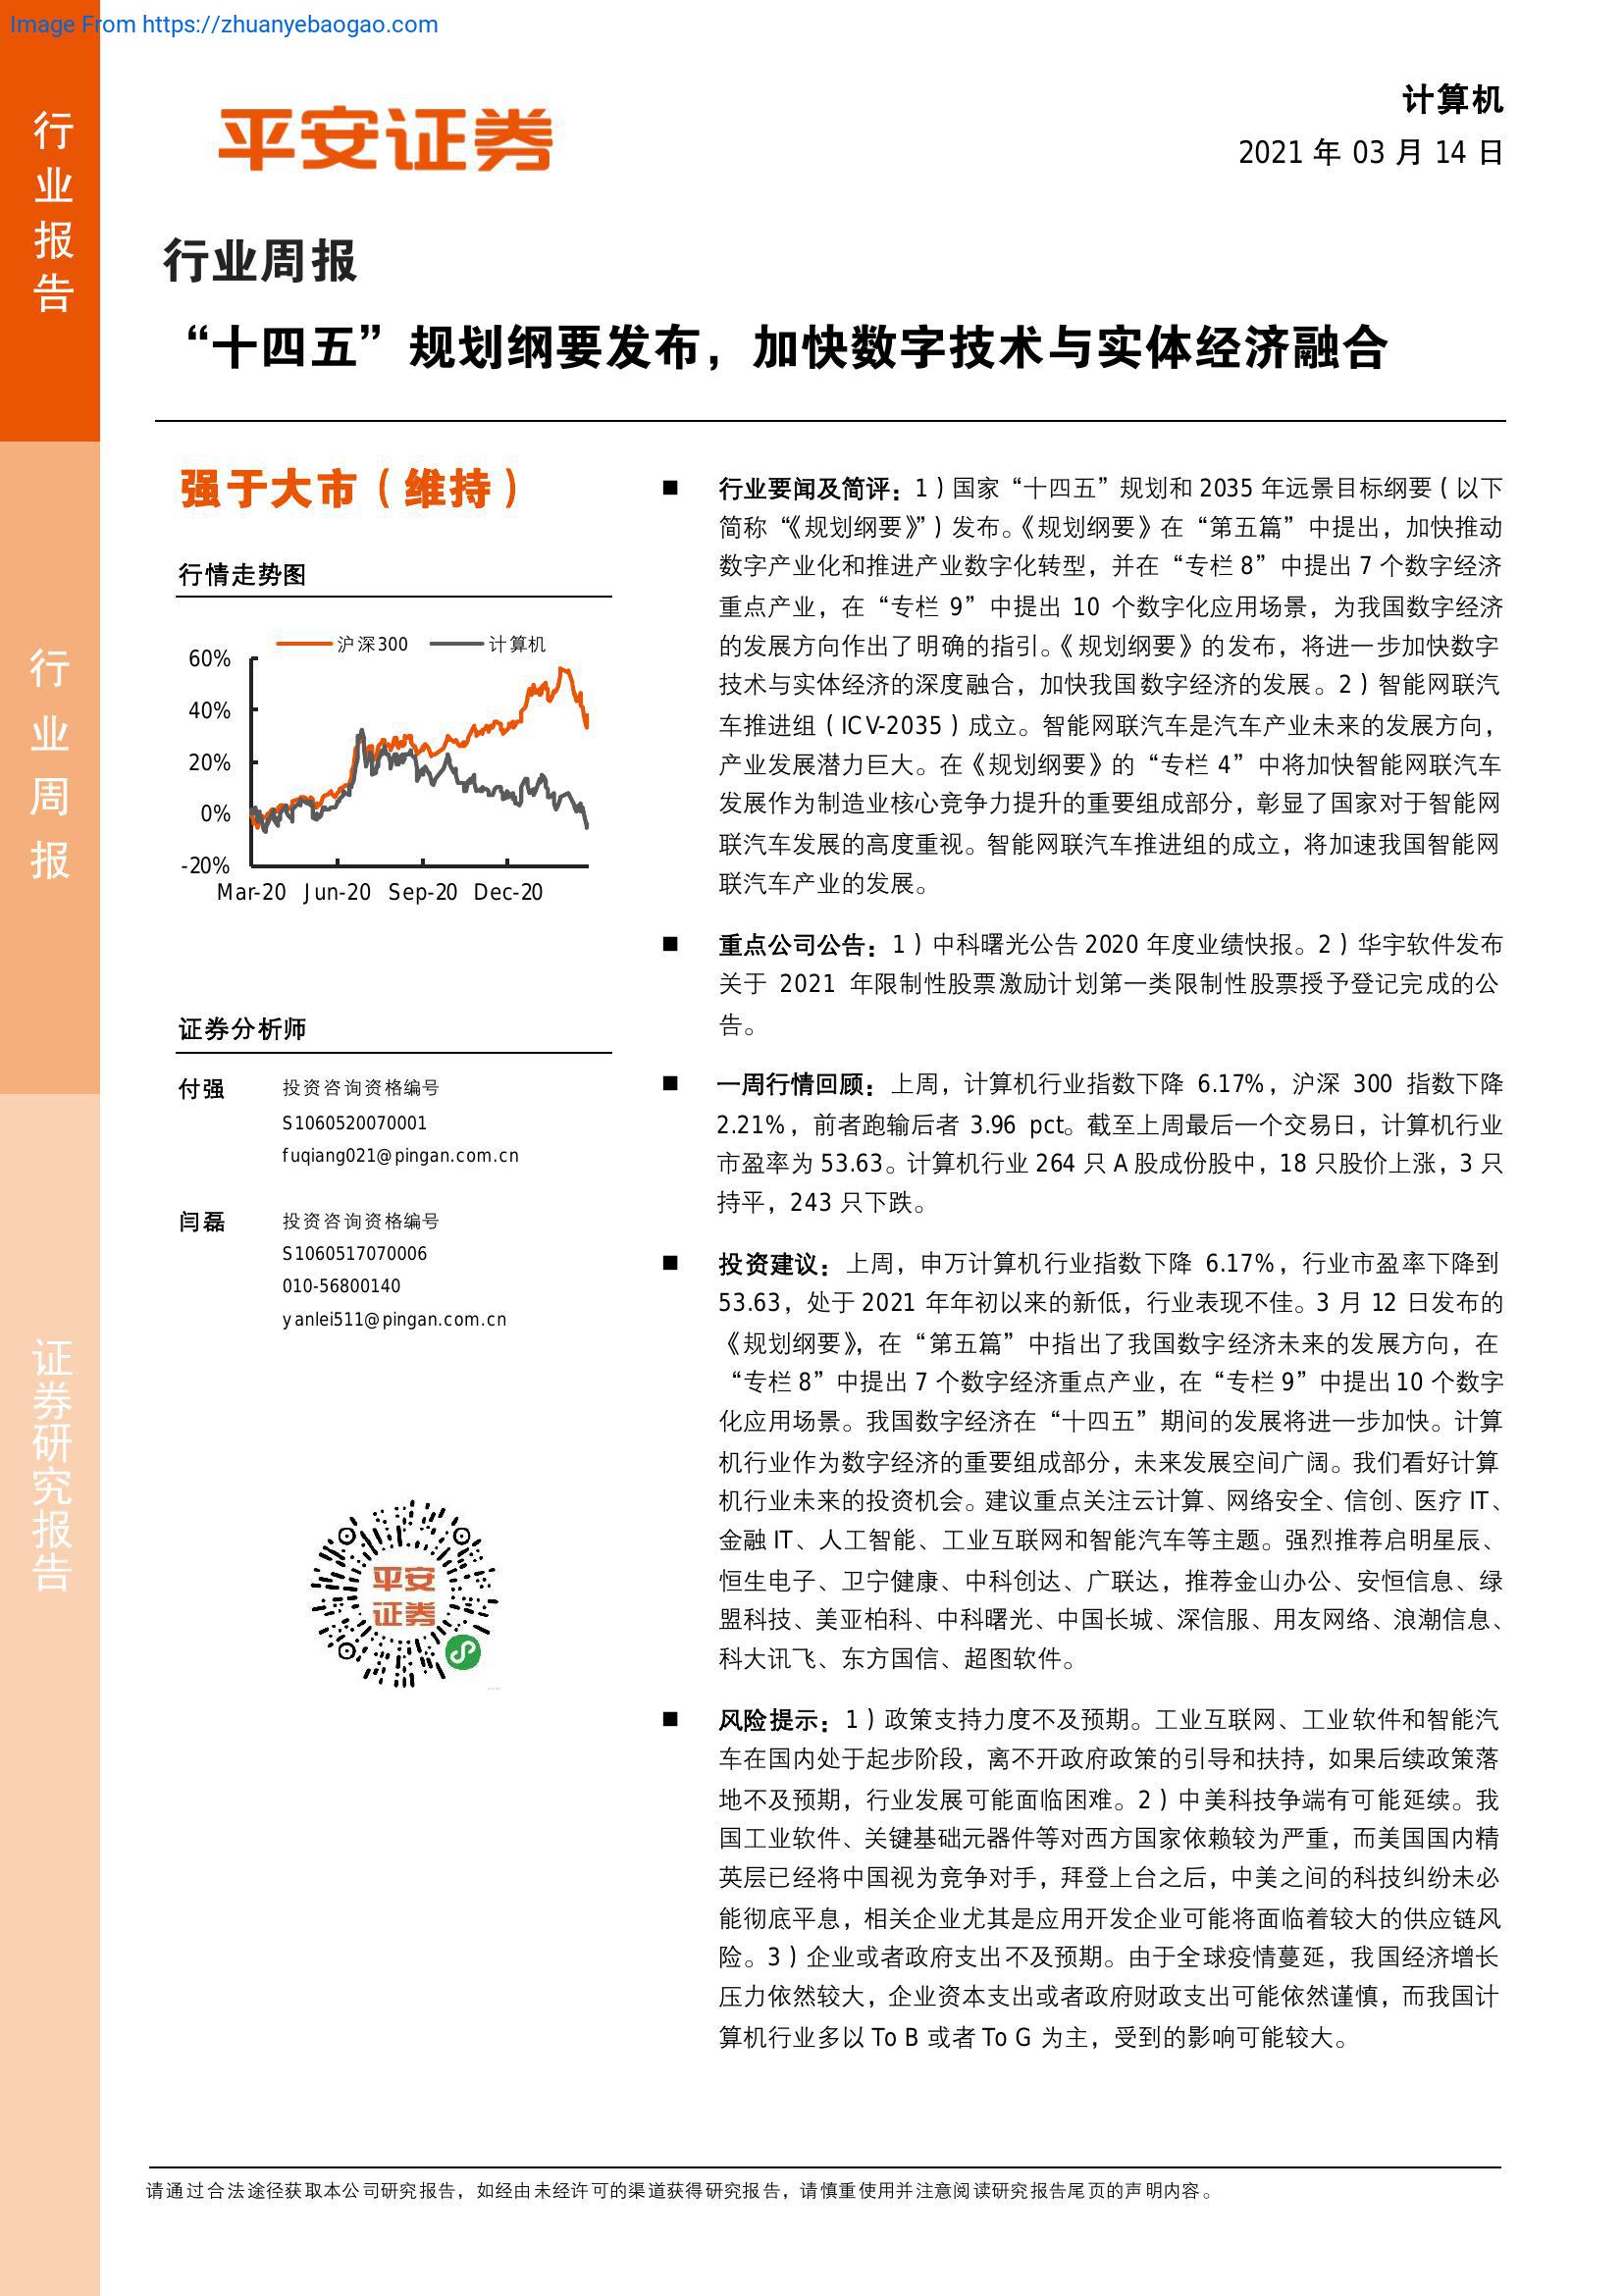 Image From https://zhuanyebaogao.com
行业报告
行业周报
证券研究报告
平安证券
计算机
2021 年 03 月 14 日
行业周报
“十四五”规划纲要发布，加快数字技术与实体经济融合
强于大市（维持）
行情走势图
沪深300 计算机
60%
40%
20%
0%
-20%
Mar-20 Jun-20 Sep-20 Dec-20
证券分析师
付强 投资咨询资格编号
S1060520070001
fuqiang021@pingan.com.cn
闫磊 投资咨询资格编号
S1060517070006
010-56800140
yanlei511@pingan.com.cn
平安
证券
■ 行业要闻及简评：1）国家“十四五”规划和 2035 年远景目标纲要（以下
简称“《规划纲要》”）发布。《规划纲要》在“第五篇”中提出，加快推动
数字产业化和推进产业数字化转型，并在“专栏 8”中提出 7 个数字经济
重点产业，在“专栏 9”中提出 10 个数字化应用场景，为我国数字经济
的发展方向作出了明确的指引。《规划纲要》的发布，将进一步加快数字
技术与实体经济的深度融合，加快我国数字经济的发展。2）智能网联汽
车推进组（ICV-2035）成立。智能网联汽车是汽车产业未来的发展方向，
产业发展潜力巨大。在《规划纲要》的“专栏 4”中将加快智能网联汽车
发展作为制造业核心竞争力提升的重要组成部分，彰显了国家对于智能网
联汽车发展的高度重视。智能网联汽车推进组的成立，将加速我国智能网
联汽车产业的发展。
■ 重点公司公告：1）中科曙光公告 2020 年度业绩快报。2）华宇软件发布
关于 2021 年限制性股票激励计划第一类限制性股票授予登记完成的公
告。
■ 一周行情回顾：上周，计算机行业指数下降 6.17%，沪深 300 指数下降
2.21%，前者跑输后者 3.96 pct。截至上周最后一个交易日，计算机行业
市盈率为 53.63。计算机行业 264 只 A 股成份股中，18 只股价上涨，3 只
持平，243 只下跌。
■ 投资建议：上周，申万计算机行业指数下降 6.17%，行业市盈率下降到
53.63，处于 2021 年年初以来的新低，行业表现不佳。3 月 12 日发布的
《规划纲要》，在“第五篇”中指出了我国数字经济未来的发展方向，在
“专栏 8”中提出 7 个数字经济重点产业，在“专栏 9”中提出 10 个数字
化应用场景。我国数字经济在“十四五”期间的发展将进一步加快。计算
机行业作为数字经济的重要组成部分，未来发展空间广阔。我们看好计算
机行业未来的投资机会。建议重点关注云计算、网络安全、信创、医疗 IT、
金融 IT、人工智能、工业互联网和智能汽车等主题。强烈推荐启明星辰、
恒生电子、卫宁健康、中科创达、广联达，推荐金山办公、安恒信息、绿
盟科技、美亚柏科、中科曙光、中国长城、深信服、用友网络、浪潮信息、
科大讯飞、东方国信、超图软件。
■ 风险提示：1）政策支持力度不及预期。工业互联网、工业软件和智能汽
车在国内处于起步阶段，离不开政府政策的引导和扶持，如果后续政策落
地不及预期，行业发展可能面临困难。2）中美科技争端有可能延续。我
国工业软件、关键基础元器件等对西方国家依赖较为严重，而美国国内精
英层已经将中国视为竞争对手，拜登上台之后，中美之间的科技纠纷未必
能彻底平息，相关企业尤其是应用开发企业可能将面临着较大的供应链风
险。3）企业或者政府支出不及预期。由于全球疫情蔓延，我国经济增长
压力依然较大，企业资本支出或者政府财政支出可能依然谨慎，而我国计
算机行业多以 To B 或者 To G 为主，受到的影响可能较大。
请通过合法途径获取本公司研究报告，如经由未经许可的渠道获得研究报告，请慎重使用并注意阅读研究报告尾页的声明内容。